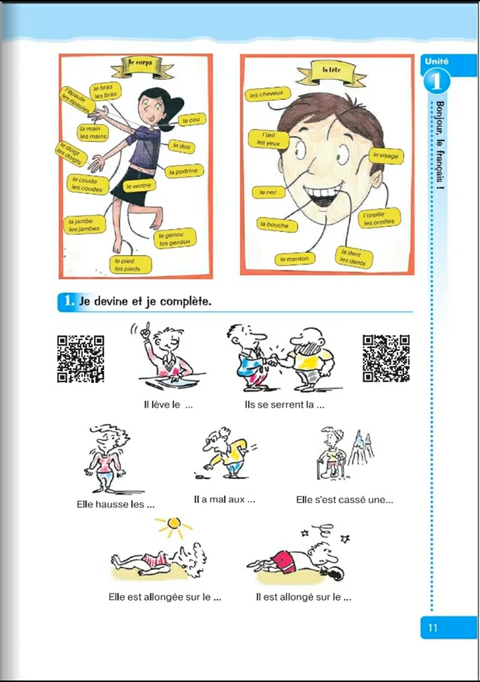 le corps
l'épaule
les épaules
le bras
les bras
la main
les mains
le doigt
les doigts
le coude
les coudes
la jambe
les jambes
le pied
les pieds
le cou
le dos
la poitrine
le ventre
le genou
les genoux
la tête
les cheveux
l'œil
les yeux
le nez
la bouche
le menton
le visage
l'oreille
les oreilles
la dent
les dents
Unité
1
Bonjour, le français !
1. Je devine et je complète.
Il lève le ...
Ils se serrent la ...
Elle hausse les ...
Il a mal aux ...
Elle s'est cassé une...
Elle est allongée sur le ...
Il est allongé sur le ...
11